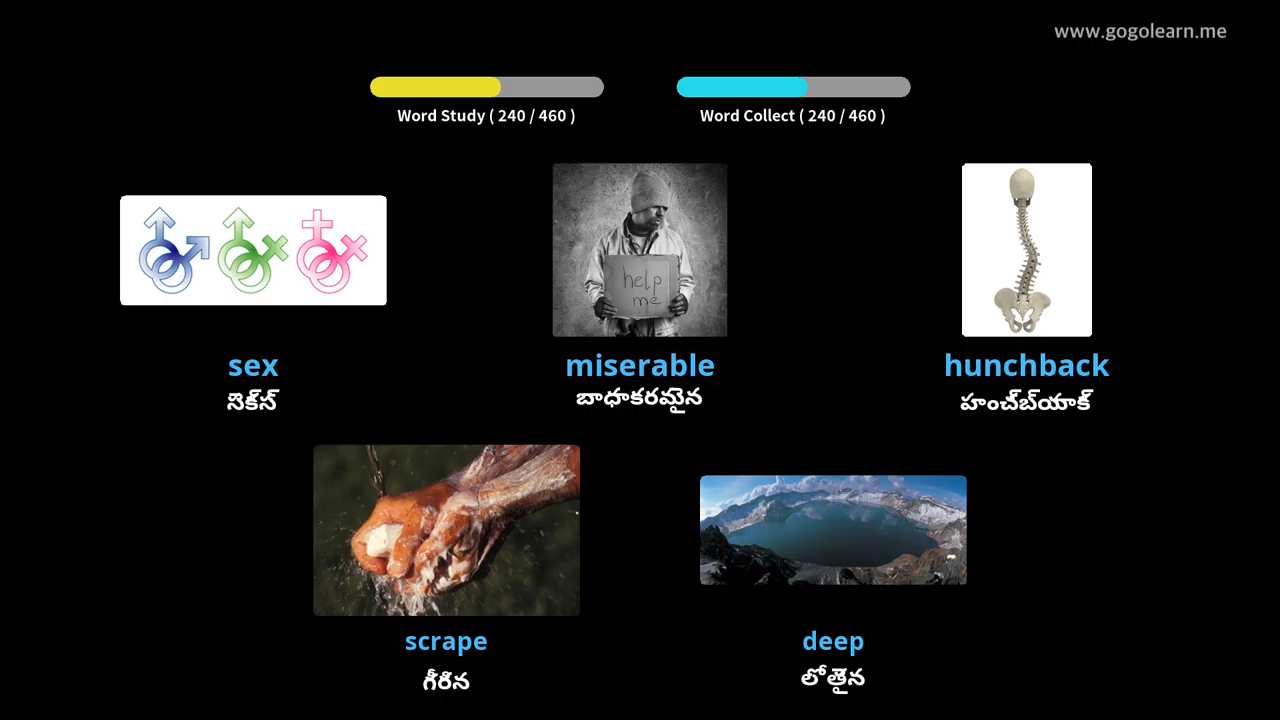 www.gogolearn.me
Word Study ( 240 / 460 )
Word Collect ( 240 / 460 )
help
me
sex
సెక్స్
miserable
బాధాకరమైన
hunchback
హంచ్‌బ్యాక్
scrape
గీరిన
deep
లోతైన